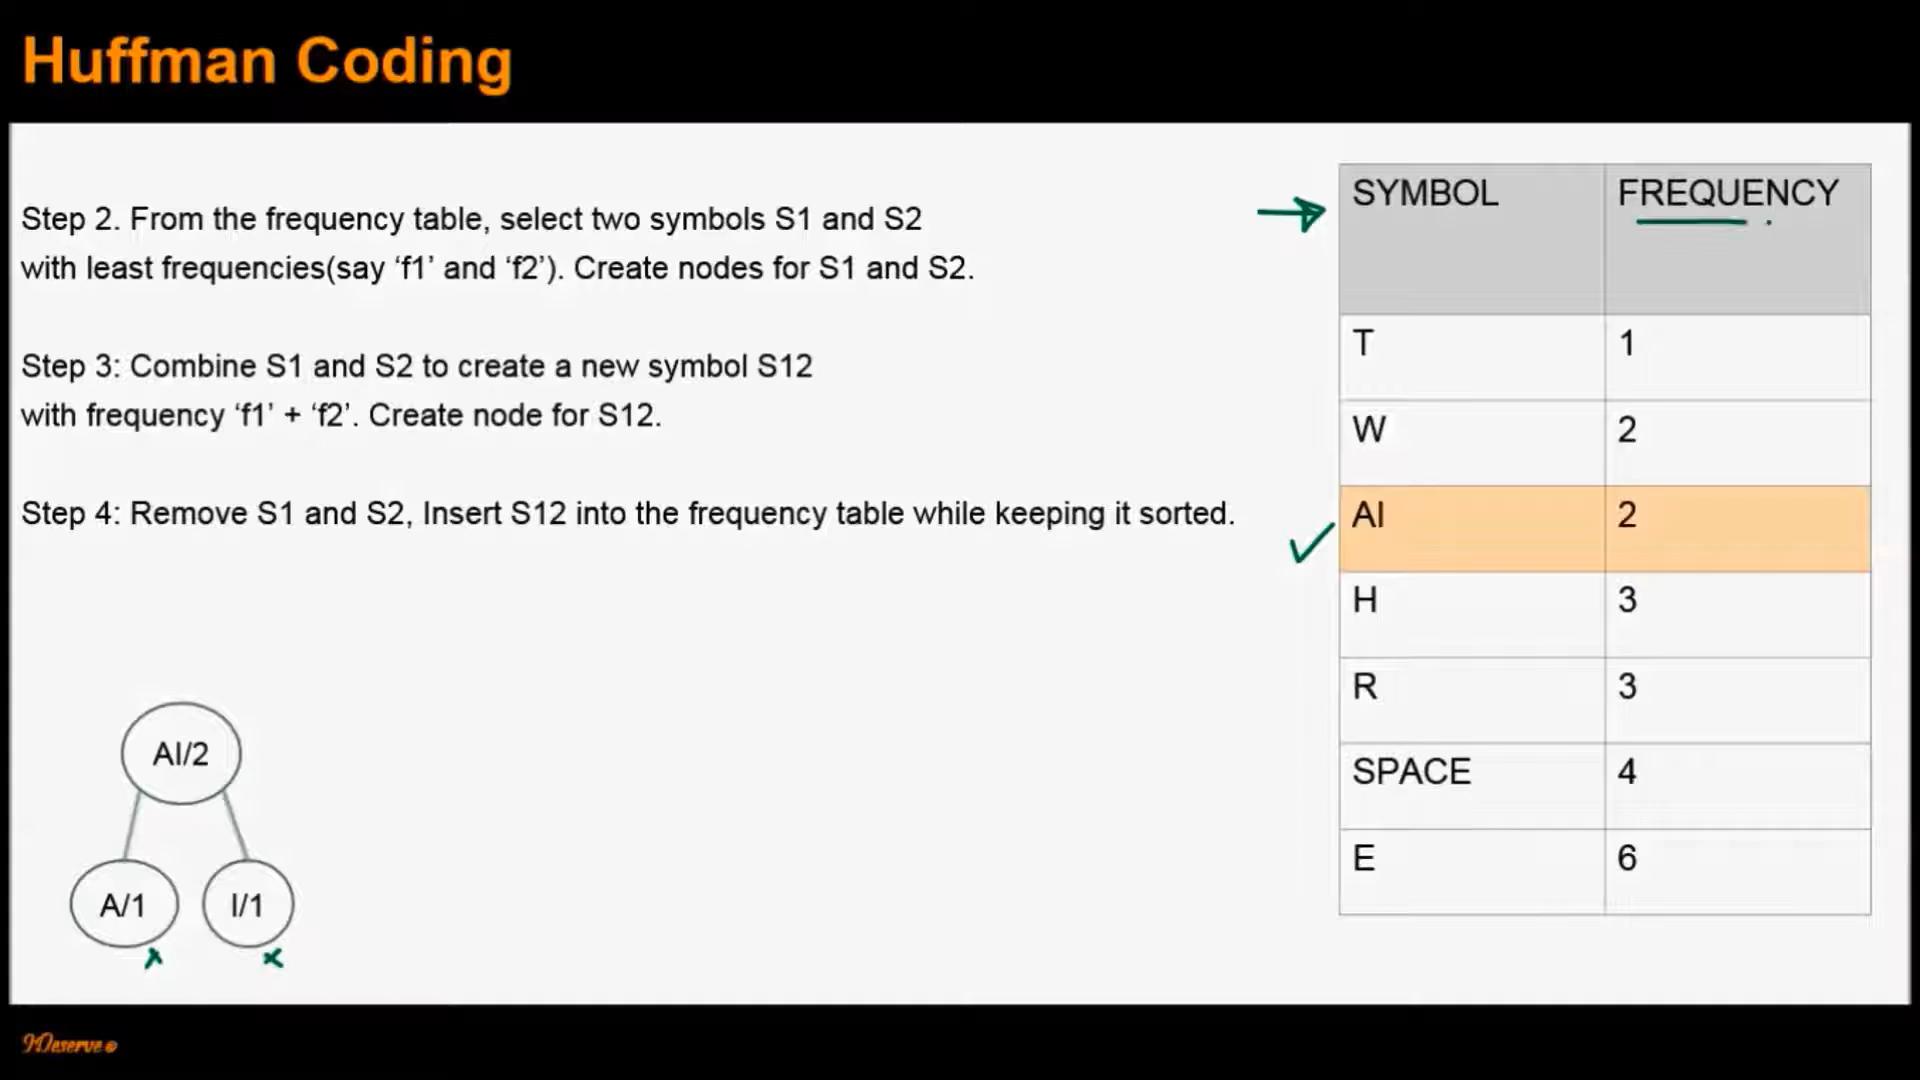 Huffman Coding
Step 2. From the frequency table, select two symbols S1 and S2
with least frequencies(say ‘f1’ and ‘f2’). Create nodes for S1 and S2.
Step 3: Combine S1 and S2 to create a new symbol S12
with frequency ‘f1’ + ‘f2’. Create node for S12.
Step 4: Remove S1 and S2, Insert S12 into the frequency table while keeping it sorted.
AI/2
A/1 I/1
SYMBOL FREQUENCY
T 1
W 2
AI 2
H 3
R 3
SPACE 4
E 6